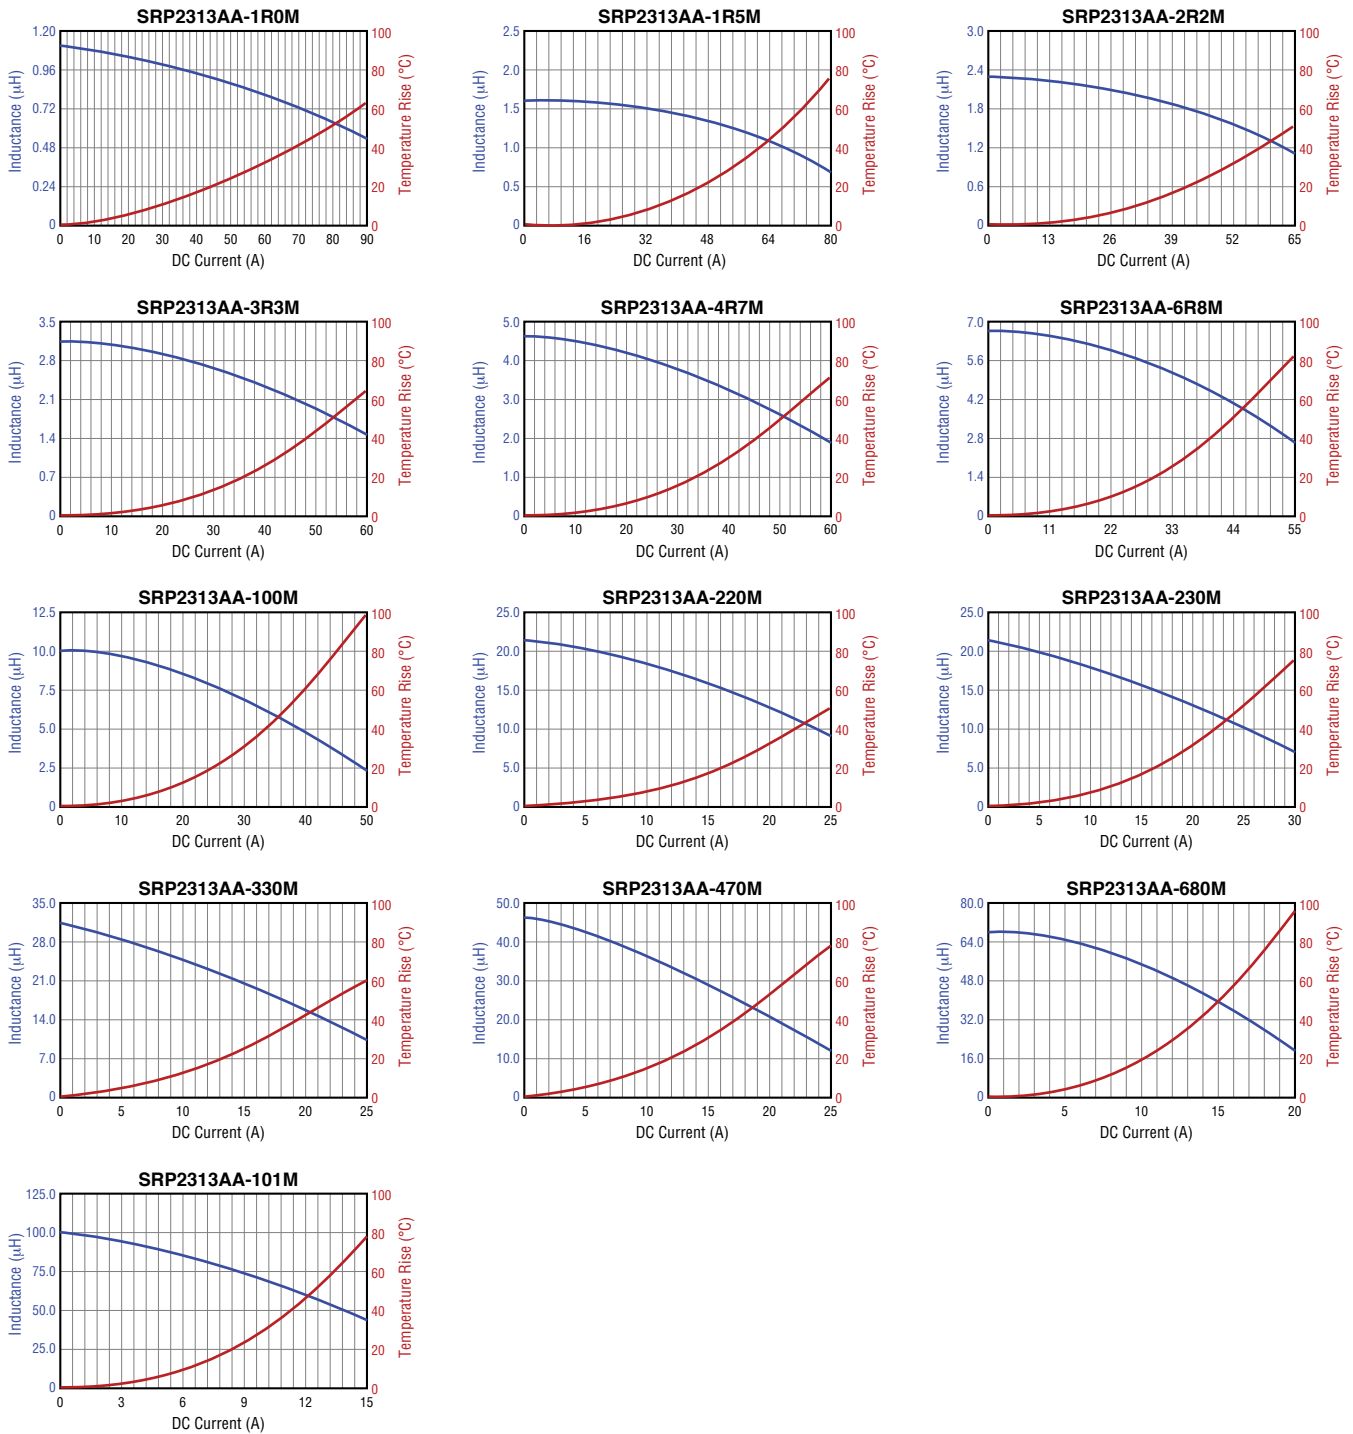 SRP2313AA-1R0M
1.20
0.96
0.72
0.48
0.24
0
Inductance (µH)
100
80
60
40
20
0
Temperature Rise (°C)
0 10 20 30 40 50 60 70 80 90
DC Current (A)
SRP2313AA-1R5M
2.5
2.0
1.5
1.0
0.5
0
Inductance (µH)
100
80
60
40
20
0
Temperature Rise (°C)
0 16 32 48 64 80
DC Current (A)
SRP2313AA-2R2M
3.0
2.4
1.8
1.2
0.6
0
Inductance (µH)
100
80
60
40
20
0
Temperature Rise (°C)
0 13 26 39 52 65
DC Current (A)
SRP2313AA-3R3M
3.5
2.8
2.1
1.4
0.7
0
Inductance (µH)
100
80
60
40
20
0
Temperature Rise (°C)
0 10 20 30 40 50 60
DC Current (A)
SRP2313AA-4R7M
5.0
4.0
3.0
2.0
1.0
0
Inductance (µH)
100
80
60
40
20
0
Temperature Rise (°C)
0 10 20 30 40 50 60
DC Current (A)
SRP2313AA-6R8M
7.0
5.6
4.2
2.8
1.4
0
Inductance (µH)
100
80
60
40
20
0
Temperature Rise (°C)
0 11 22 33 44 55
DC Current (A)
SRP2313AA-100M
12.5
10.0
7.5
5.0
2.5
0
Inductance (µH)
100
80
60
40
20
0
Temperature Rise (°C)
0 10 20 30 40 50
DC Current (A)
SRP2313AA-220M
25.0
20.0
15.0
10.0
5.0
0
Inductance (µH)
100
80
60
40
20
0
Temperature Rise (°C)
0 5 10 15 20 25
DC Current (A)
SRP2313AA-230M
25.0
20.0
15.0
10.0
5.0
0
Inductance (µH)
100
80
60
40
20
0
Temperature Rise (°C)
0 5 10 15 20 25 30
DC Current (A)
SRP2313AA-330M
35.0
28.0
21.0
14.0
7.0
0
Inductance (µH)
100
80
60
40
20
0
Temperature Rise (°C)
0 5 10 15 20 25
DC Current (A)
SRP2313AA-470M
50.0
40.0
30.0
20.0
10.0
0
Inductance (µH)
100
80
60
40
20
0
Temperature Rise (°C)
0 5 10 15 20 25
DC Current (A)
SRP2313AA-680M
80.0
64.0
48.0
32.0
16.0
0
Inductance (µH)
100
80
60
40
20
0
Temperature Rise (°C)
0 5 10 15 20
DC Current (A)
SRP2313AA-101M
125.0
100.0
75.0
50.0
25.0
0
Inductance (µH)
100
80
60
40
20
0
Temperature Rise (°C)
0 3 6 9 12 15
DC Current (A)